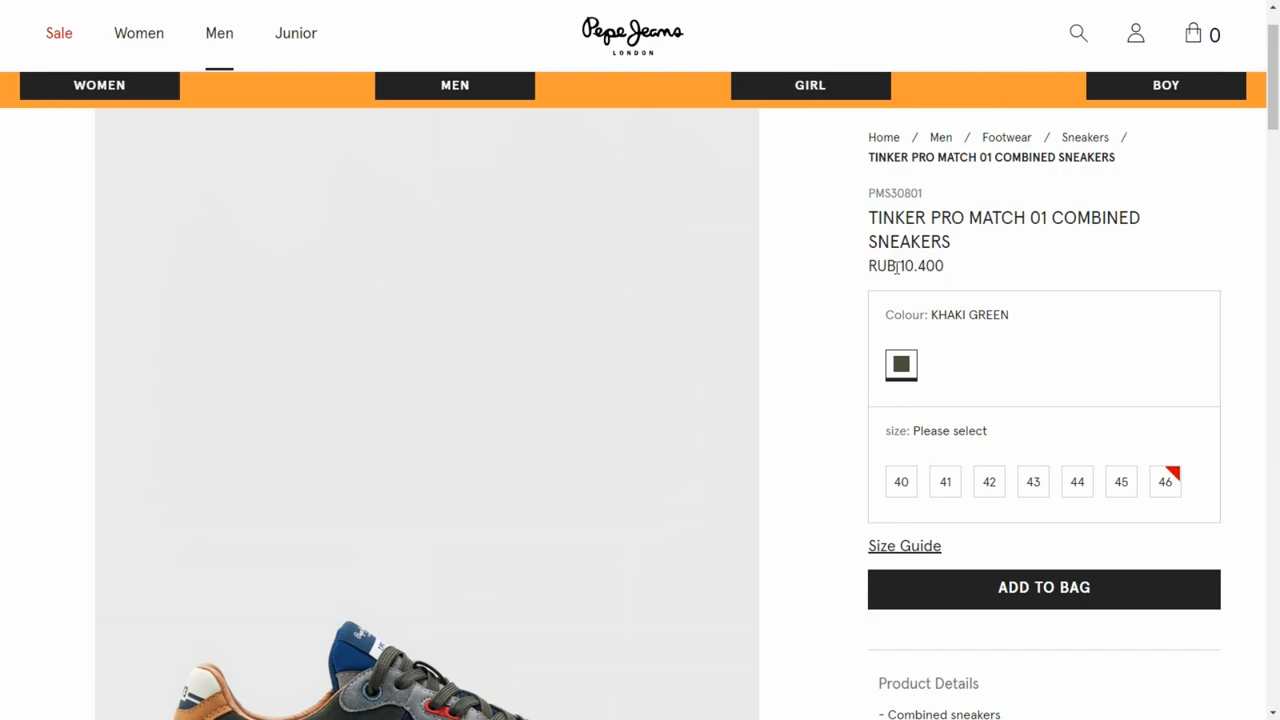 Sale Women Men Junior
Pepe Jeans
LONDON
0
WOMEN MEN GIRL BOY
Home / Men / Footwear / Sneakers /
TINKER PRO MATCH 01 COMBINED SNEAKERS
PMS30801
TINKER PRO MATCH 01 COMBINED
SNEAKERS
RUB 10.400
Colour: KHAKI GREEN
size: Please select
40 41 42 43 44 45 46
Size Guide
ADD TO BAG
Product Details
- Combined sneakers